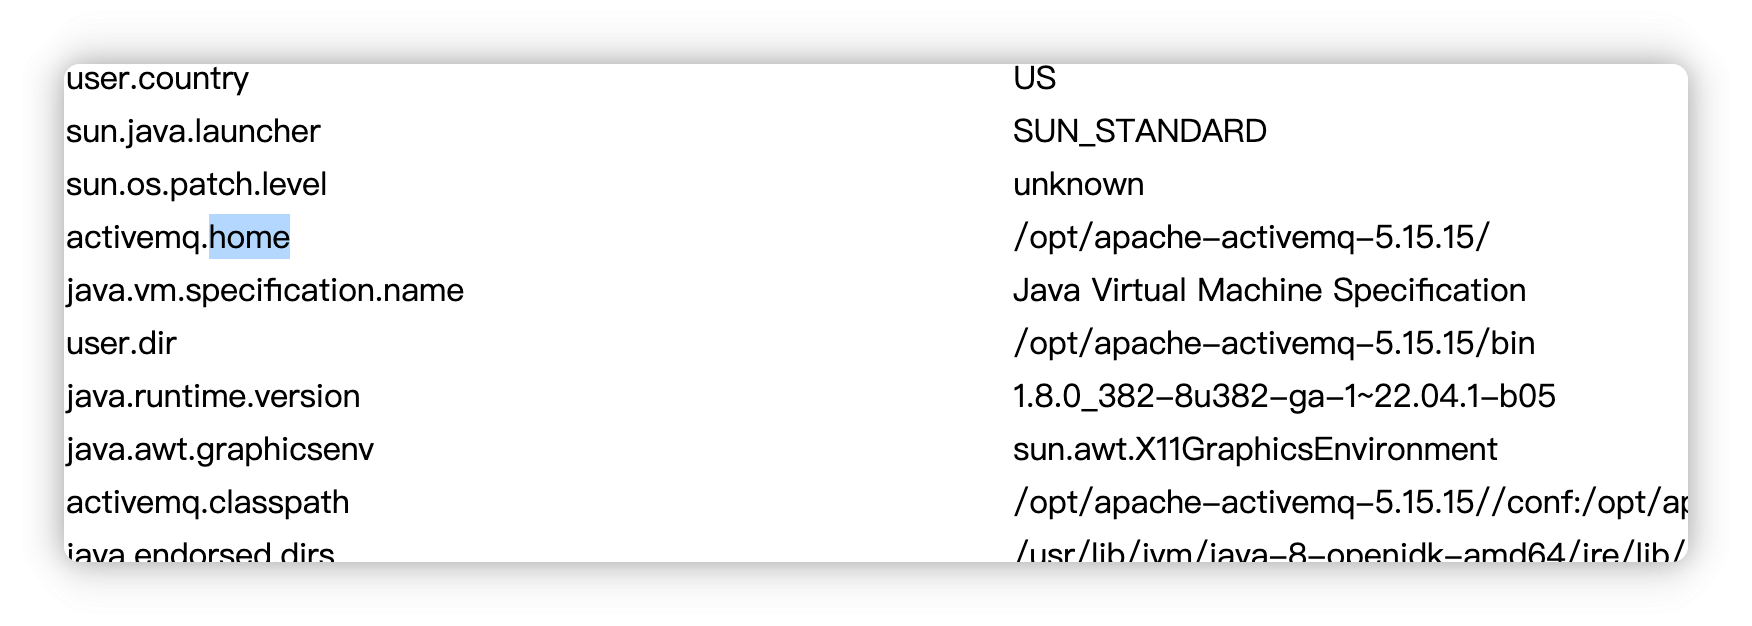 user.country US
sun.java.launcher SUN_STANDARD
sun.os.patch.level unknown
activemq.home /opt/apache-activemq-5.15.15/
java.vm.specification.name Java Virtual Machine Specification
user.dir /opt/apache-activemq-5.15.15/bin
java.runtime.version 1.8.0_382-8u382-ga-1~22.04.1-b05
java.awt.graphicsenv sun.awt.X11GraphicsEnvironment
activemq.classpath /opt/apache-activemq-5.15.15//conf:/opt/ap
java.endorsed.dirs /usr/lib/jvm/java-8-openjdk-amd64/jre/lib/